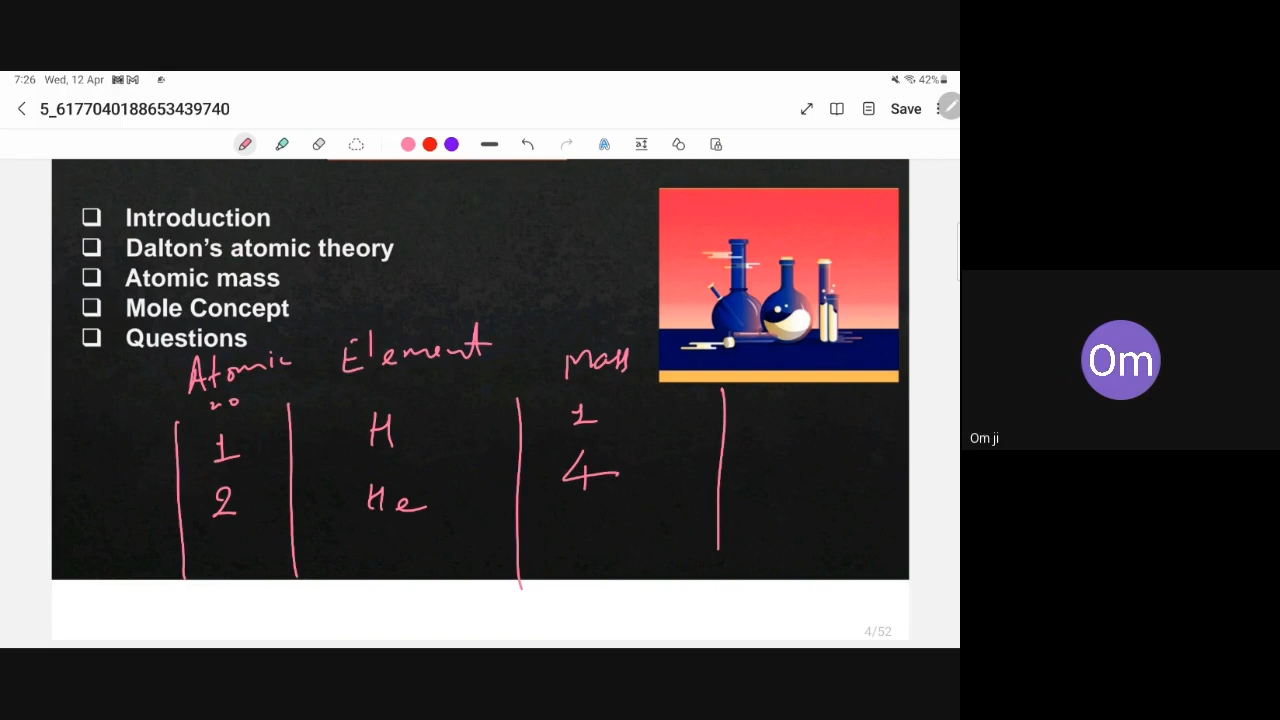 7:26 Wed, 12 Apr
42%
5_6177040188653439740
Save
Introduction
Dalton's atomic theory
Atomic mass
Mole Concept
Questions
Atomic Element Mass
no
1 H 1
2 He 4
4/52
Om
Om ji